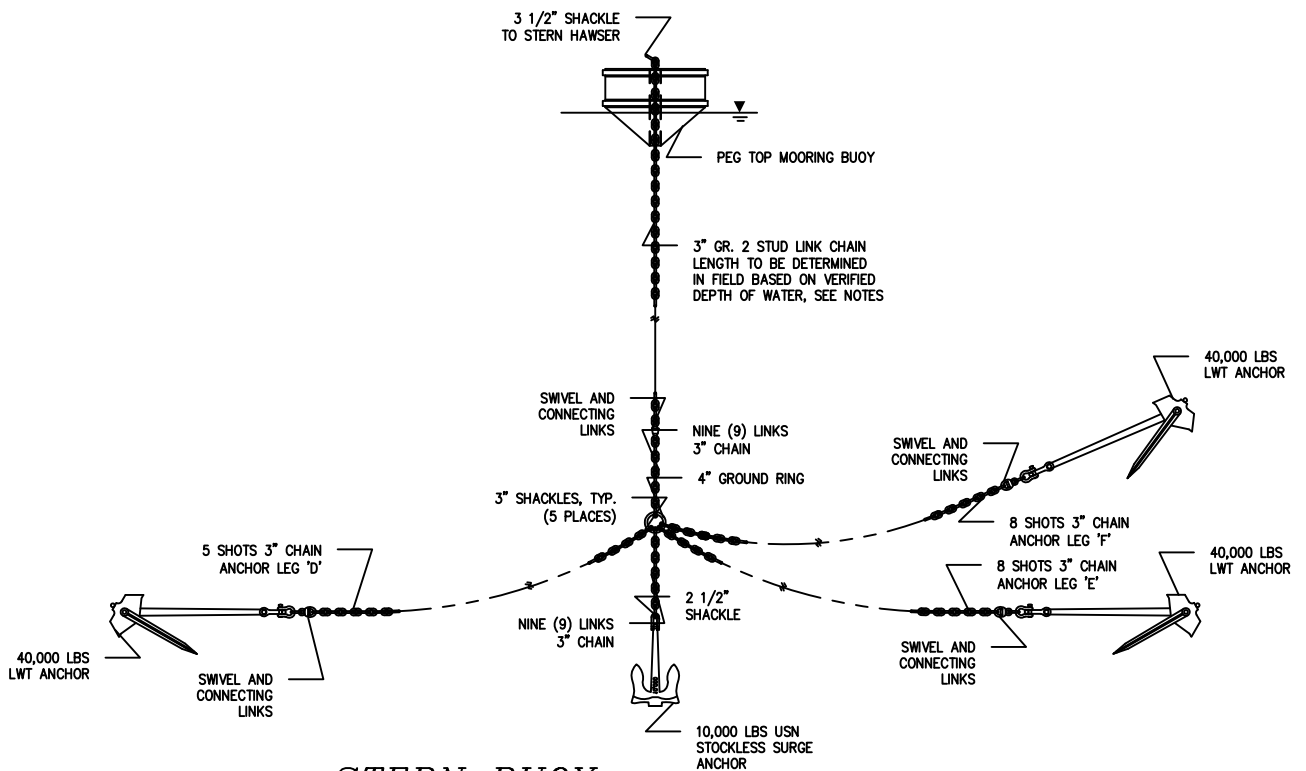 3 1/2" SHACKLE
TO STERN HAWSER
PEG TOP MOORING BUOY
3" GR. 2 STUD LINK CHAIN
LENGTH TO BE DETERMINED
IN FIELD BASED ON VERIFIED
DEPTH OF WATER, SEE NOTES
40,000 LBS
LWT ANCHOR
SWIVEL AND
CONNECTING
LINKS
NINE (9) LINKS
3" CHAIN
SWIVEL AND
CONNECTING
LINKS
4" GROUND RING
3" SHACKLES, TYP.
(5 PLACES)
8 SHOTS 3" CHAIN
ANCHOR LEG 'F'
5 SHOTS 3" CHAIN
ANCHOR LEG 'D'
8 SHOTS 3" CHAIN
ANCHOR LEG 'E'
40,000 LBS
LWT ANCHOR
2 1/2"
SHACKLE
NINE (9) LINKS
3" CHAIN
40,000 LBS
LWT ANCHOR
SWIVEL AND
CONNECTING
LINKS
SWIVEL AND
CONNECTING
LINKS
10,000 LBS USN
STOCKLESS SURGE
ANCHOR
STERN BUOY